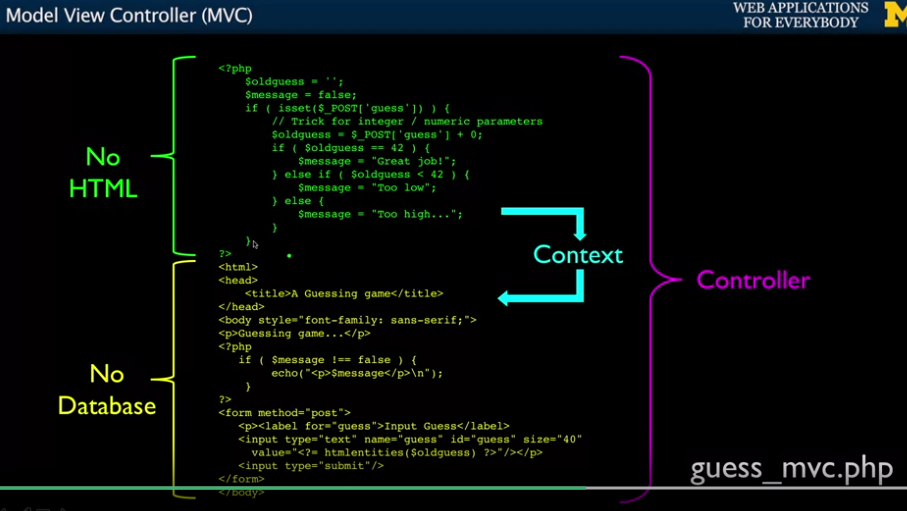 Model View Controller (MVC)
WEB APPLICATIONS
FOR EVERYBODY
M
<?php
$oldguess = '';
$message = false;
if ( isset($_POST['guess']) ) {
// Trick for integer / numeric parameters
$oldguess = $_POST['guess'] + 0;
if ( $oldguess == 42 ) {
$message = "Great job!";
} else if ( $oldguess < 42 ) {
$message = "Too low";
} else {
$message = "Too high...";
}
}
?>
No
HTML
Context
Controller
<html>
<head>
<title>A Guessing game</title>
</head>
<body style="font-family: sans-serif;">
<p>Guessing game...</p>
<?php
if ( $message !== false ) {
echo("<p>$message</p>\n");
}
?>
<form method="post">
<p><label for="guess">Input Guess</label>
<input type="text" name="guess" id="guess" size="40"
value="<?= htmlentities($oldguess) ?>"/></p>
<input type="submit"/>
</form>
</body>
No
Database
guess_mvc.php